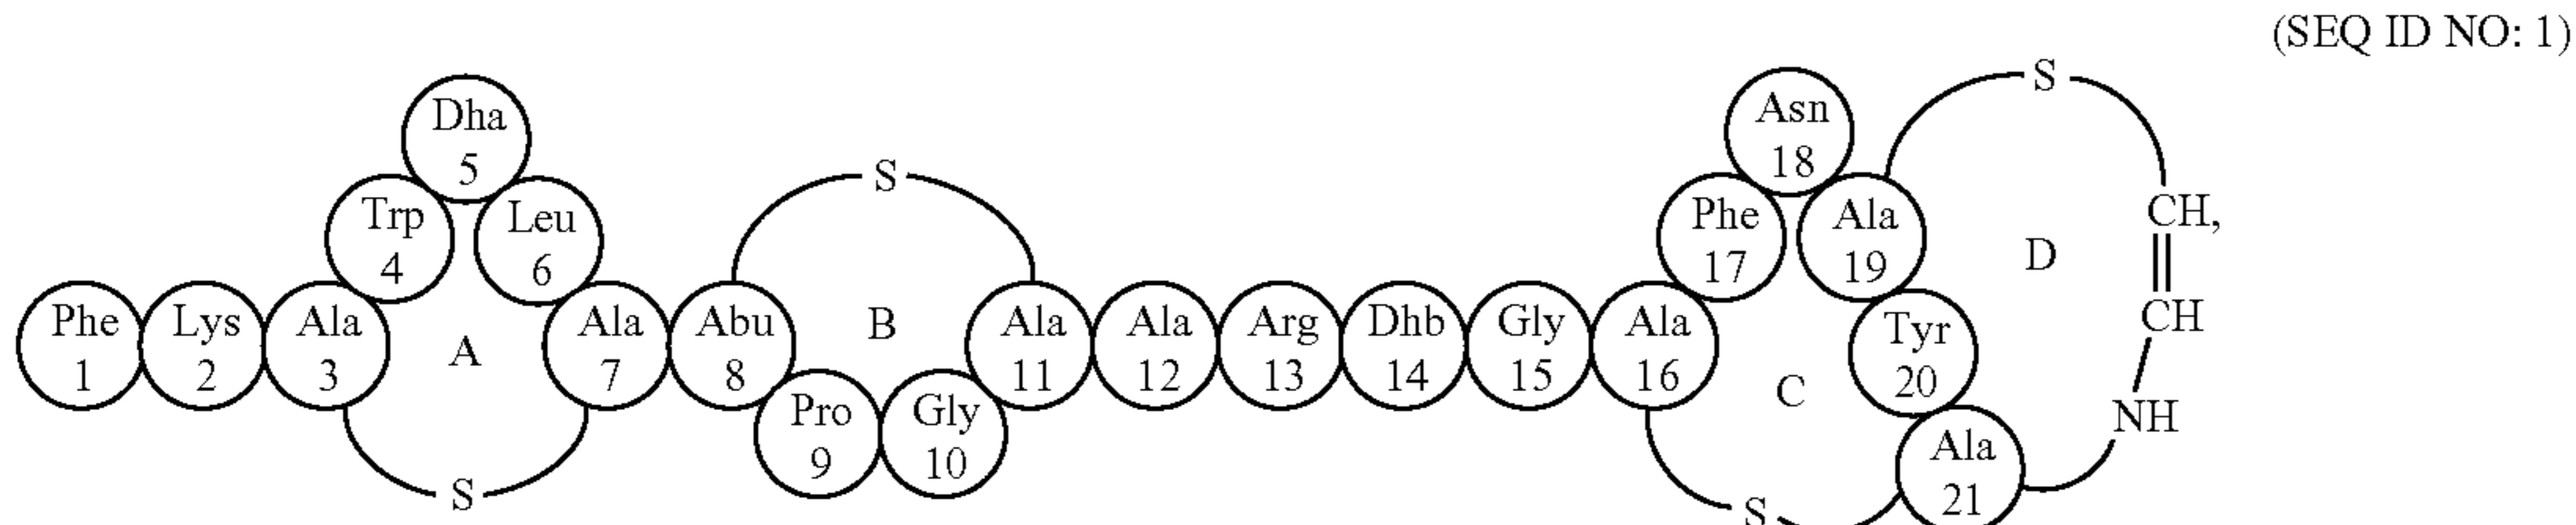 (SEQ ID NO: 1)
S
Asn
18
Dha
5
S
Trp
4
Leu
6
Phe
17
Ala
19
D
CH,
CH
Phe
1
Lys
2
Ala
3
A
Ala
7
Abu
8
B
Ala
11
Ala
12
Arg
13
Dhb
14
Gly
15
Ala
16
C
Tyr
20
NH
Pro
9
Gly
10
Ala
21
S
S